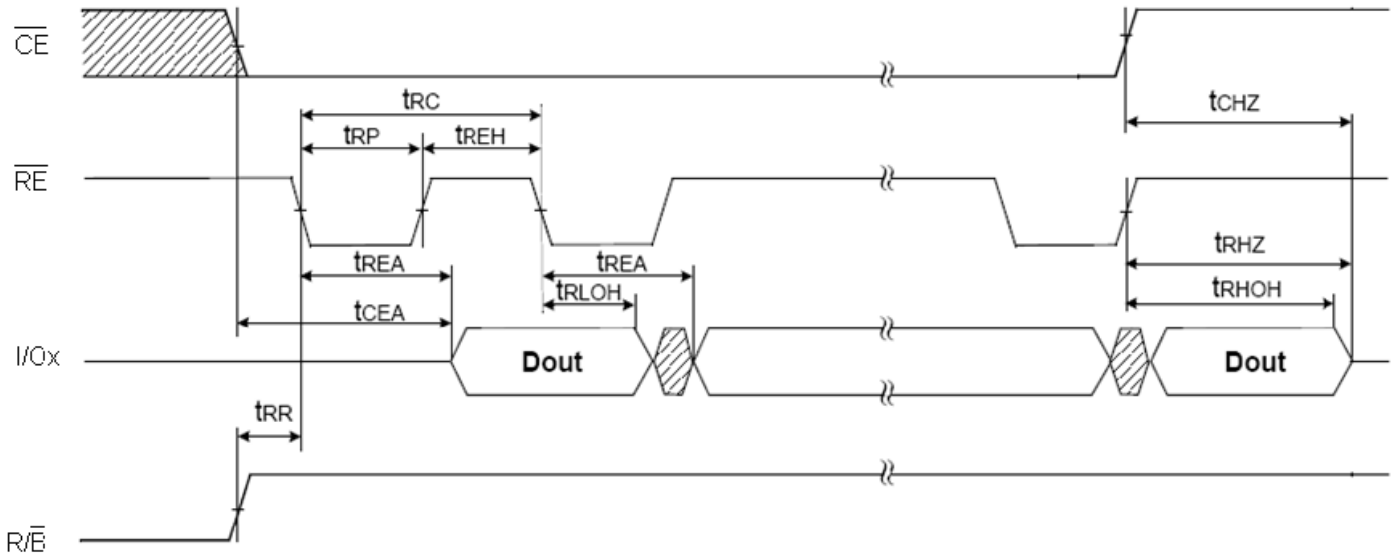 CE
tRC
tCHZ
tRP
tREH
RE
tREA
tREA
tRHZ
tRLOH
tRHOH
tCEA
I/Ox
Dout
Dout
tRR
R/B